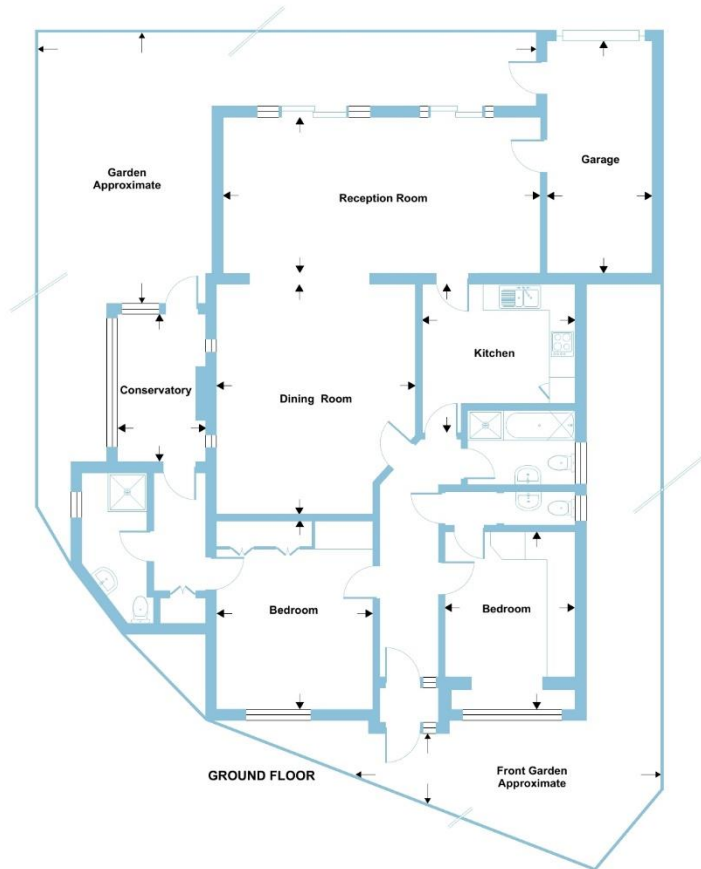 Garden
Approximate
Garage
Reception Room
Kitchen
Conservatory
Dining Room
Bedroom
Bedroom
GROUND FLOOR
Front Garden
Approximate